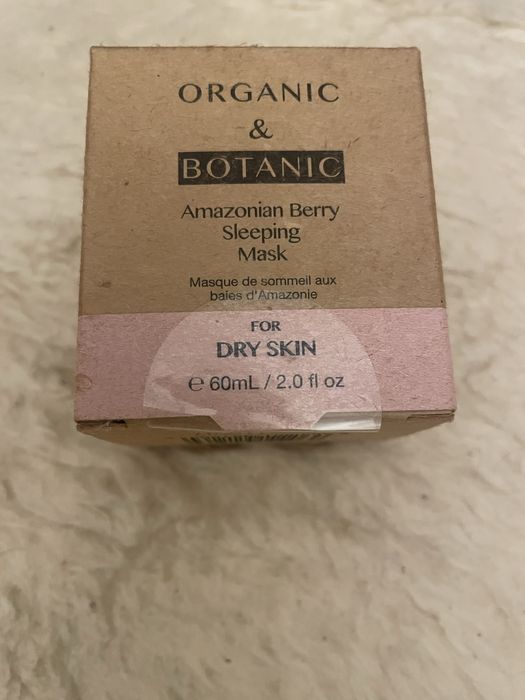 ORGANIC
&
BOTANIC
Amazonian Berry
Sleeping
Mask
Masque de sommeil aux
baies d'Amazonie
FOR
DRY SKIN
℮ 60mL / 2.0 fl oz